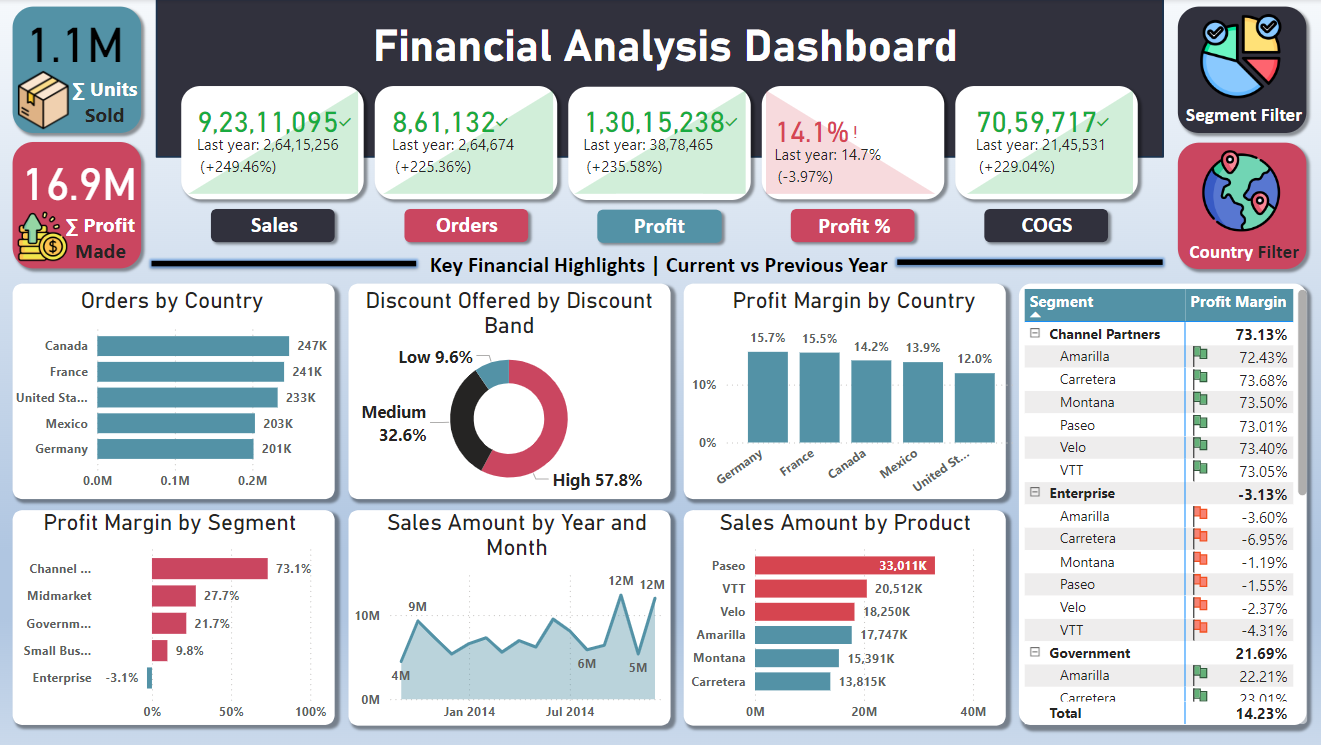 1.1M
∑ Units
Sold
16.9M
∑ Profit
Made
Financial Analysis Dashboard
9,23,11,095
Last year: 2,64,15,256
(+249.46%)
Sales
8,61,132
Last year: 2,64,674
(+225.36%)
Orders
1,30,15,238
Last year: 38,78,465
(+235.58%)
Profit
14.1% !
Last year: 14.7%
(-3.97%)
Profit %
70,59,717
Last year: 21,45,531
(+229.04%)
COGS
Segment Filter
Country Filter
Key Financial Highlights | Current vs Previous Year
Orders by Country
Canada 247K
France 241K
United Sta... 233K
Mexico 203K
Germany 201K
0.0M 0.1M 0.2M
Discount Offered by Discount
Band
Low 9.6%
Medium
32.6%
High 57.8%
Profit Margin by Country
15.7% 15.5% 14.2% 13.9% 12.0%
10%
0%
Germany France Canada Mexico United St...
Profit Margin by Segment
Channel ... 73.1%
Midmarket 27.7%
Governm... 21.7%
Small Bus... 9.8%
Enterprise -3.1%
0% 50% 100%
Sales Amount by Year and
Month
12M 12M
9M
10M
6M
5M
4M
0M
Jan 2014 Jul 2014
Sales Amount by Product
Paseo 33,011K
VTT 20,512K
Velo 18,250K
Amarilla 17,747K
Montana 15,391K
Carretera 13,815K
0M 20M 40M
Segment Profit Margin
Channel Partners 73.13%
Amarilla 72.43%
Carretera 73.68%
Montana 73.50%
Paseo 73.01%
Velo 73.40%
VTT 73.05%
Enterprise -3.13%
Amarilla -3.60%
Carretera -6.95%
Montana -1.19%
Paseo -1.55%
Velo -2.37%
VTT -4.31%
Government 21.69%
Amarilla 22.21%
Carretera 23.01%
Total 14.23%